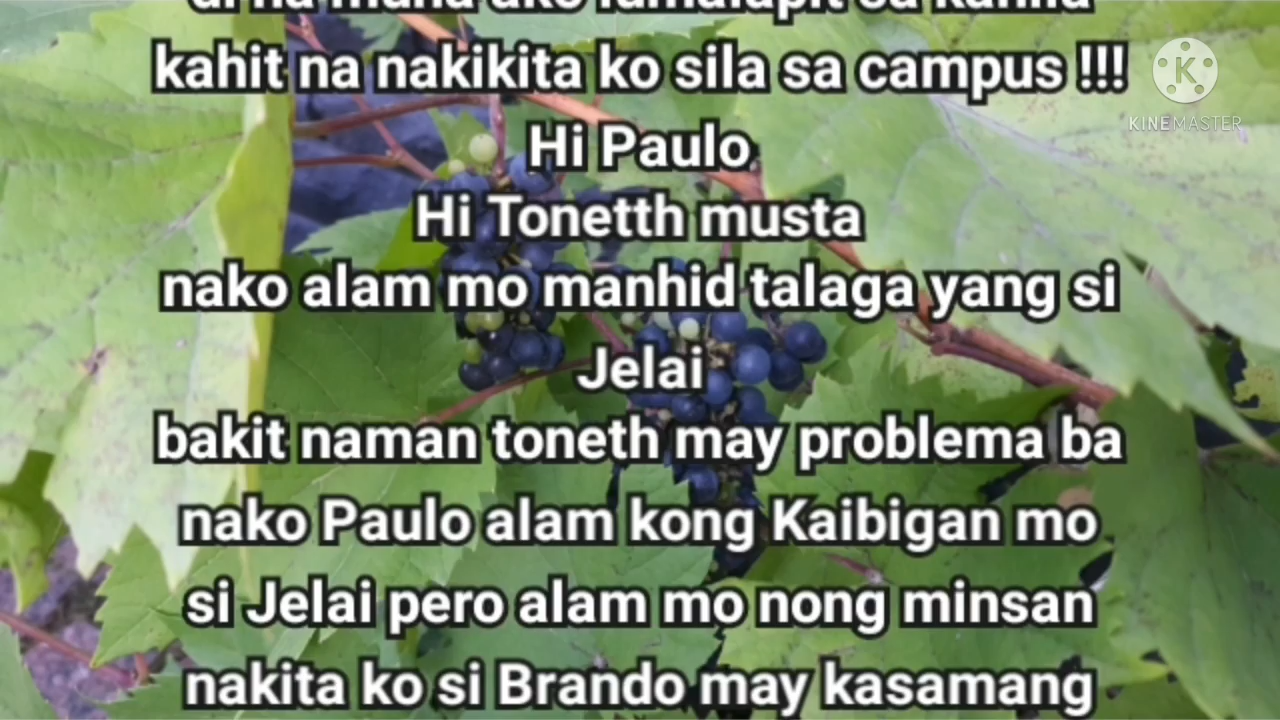 kahit na nakikita ko sila sa campus !!!
Hi Paulo
Hi Tonetth musta
nako alam mo manhid talaga yang si
Jelai
bakit naman toneth may problema ba
nako Paulo alam kong Kaibigan mo
si Jelai pero alam mo nong minsan
nakita ko si Brando may kasamang
K
KINEMASTER